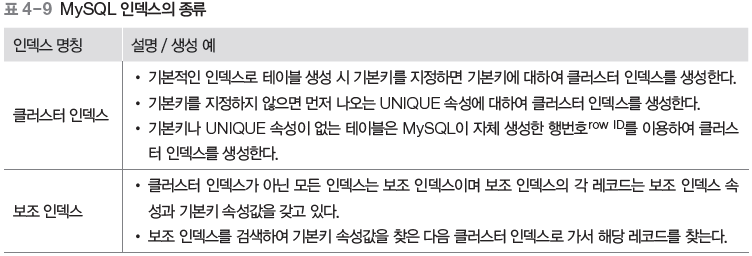 표 4-9 MySQL 인덱스의 종류
인덱스 명칭 설명 / 생성 예
클러스터 인덱스
• 기본적인 인덱스로 테이블 생성 시 기본키를 지정하면 기본키에 대하여 클러스터 인덱스를 생성한다.
• 기본키를 지정하지 않으면 먼저 나오는 UNIQUE 속성에 대하여 클러스터 인덱스를 생성한다.
• 기본키나 UNIQUE 속성이 없는 테이블은 MySQL이 자체 생성한 행번호row ID를 이용하여 클러스
터 인덱스를 생성한다.
보조 인덱스
• 클러스터 인덱스가 아닌 모든 인덱스는 보조 인덱스이며 보조 인덱스의 각 레코드는 보조 인덱스 속
성과 기본키 속성값을 갖고 있다.
• 보조 인덱스를 검색하여 기본키 속성값을 찾은 다음 클러스터 인덱스로 가서 해당 레코드를 찾는다.